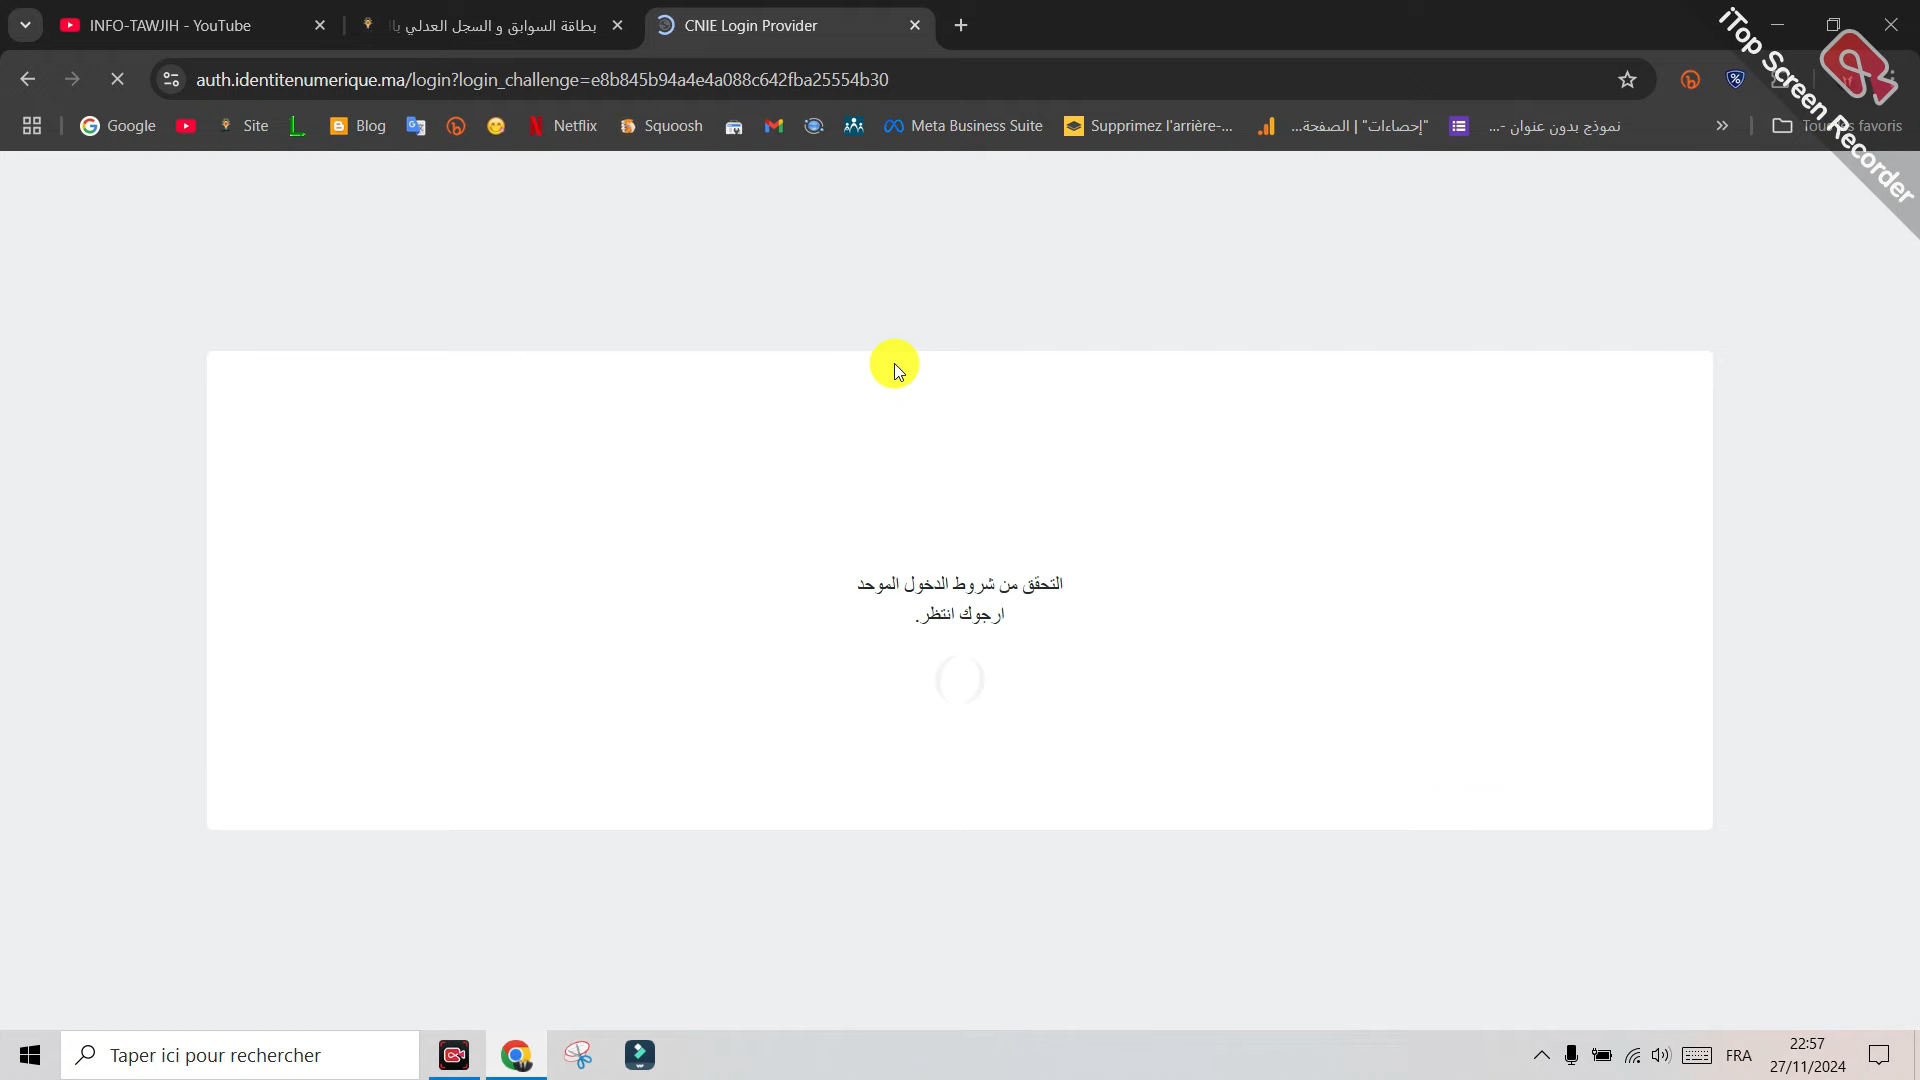 INFO-TAWJIH - YouTube
بطاقة السوابق و السجل العدلي با
CNIE Login Provider
auth.identitenumerique.ma/login?login_challenge=e8b845b94a4e4a088c642fba25554b30
Google
Site
Blog
Netflix
Squoosh
Meta Business Suite
Supprimez l'arrière-...
"إحصاءات" | الصفحة...
نموذج بدون عنوان -...
favoris
iTop Screen Recorder
التحقق من شروط الدخول الموحد
ارجوك انتظر.
Taper ici pour rechercher
FRA
22:57
27/11/2024